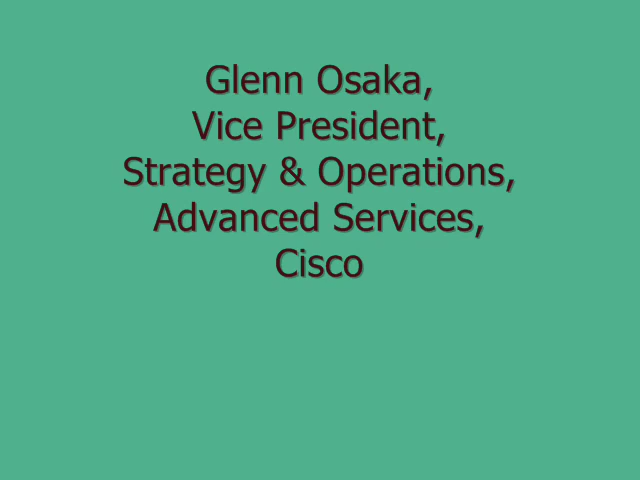 Glenn Osaka,
Vice President,
Strategy & Operations,
Advanced Services,
Cisco